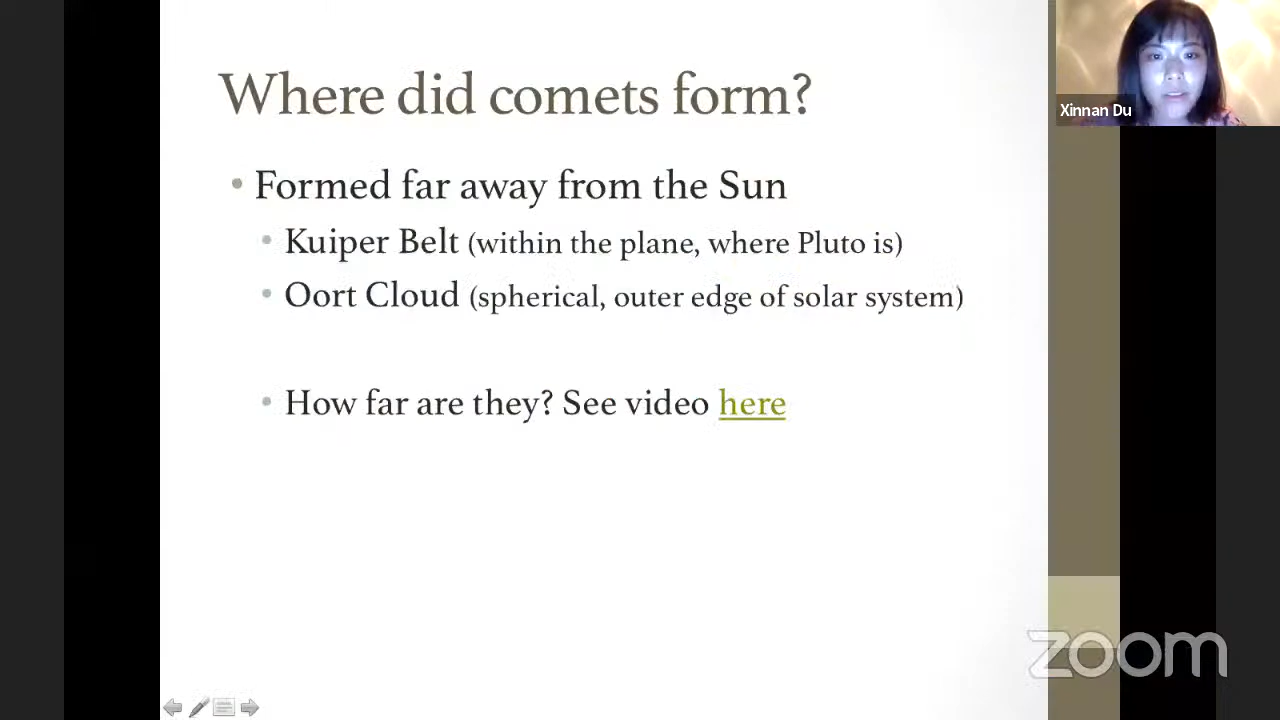 Where did comets form?
• Formed far away from the Sun
• Kuiper Belt (within the plane, where Pluto is)
• Oort Cloud (spherical, outer edge of solar system)
• How far are they? See video here
Xinnan Du
zoom